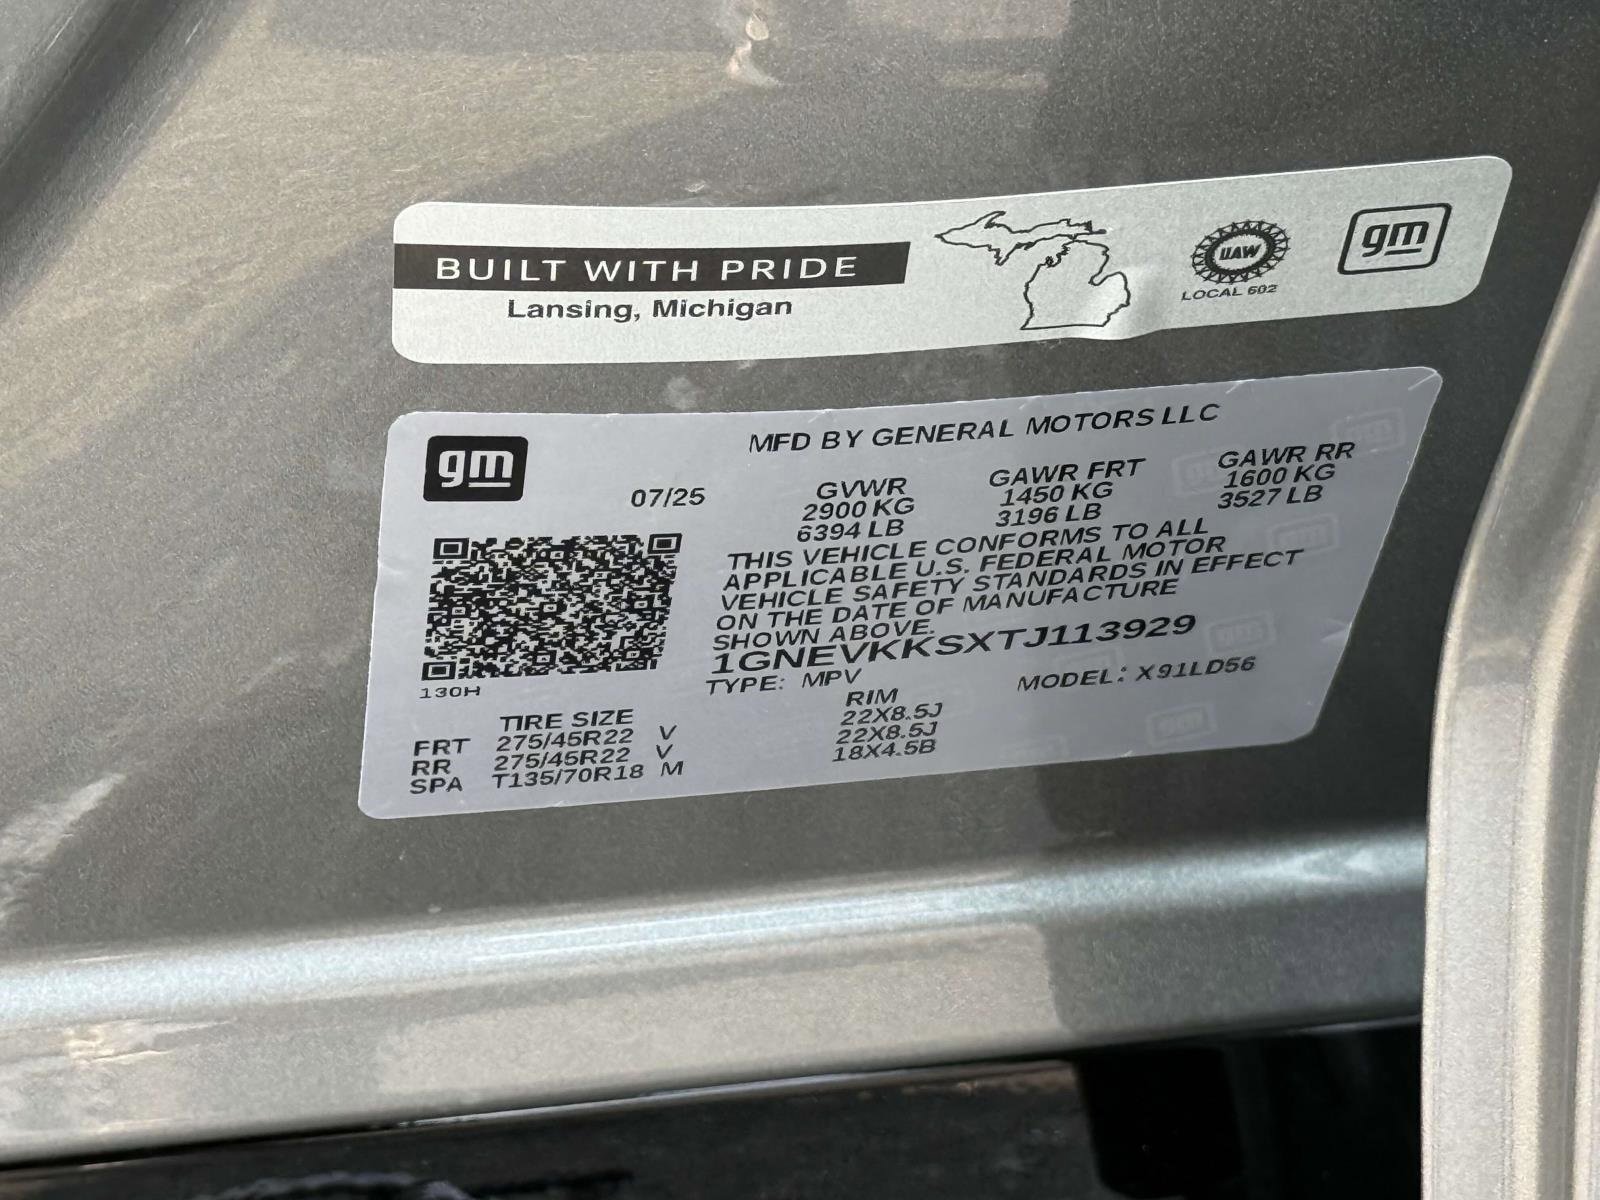 BUILT WITH PRIDE
Lansing, Michigan
UAW
LOCAL 602
gm
gm
MFD BY GENERAL MOTORS LLC
07/25
GVWR GAWR FRT GAWR RR
2900 KG 1450 KG 1600 KG
6394 LB 3196 LB 3527 LB
THIS VEHICLE CONFORMS TO ALL
APPLICABLE U.S. FEDERAL MOTOR
VEHICLE SAFETY STANDARDS IN EFFECT
ON THE DATE OF MANUFACTURE
SHOWN ABOVE.
1GNEVKKSXTJ113929
130H
TYPE: MPV MODEL: X91LD56
TIRE SIZE RIM
FRT 275/45R22 V 22X8.5J
RR 275/45R22 V 22X8.5J
SPA T135/70R18 M 18X4.5B